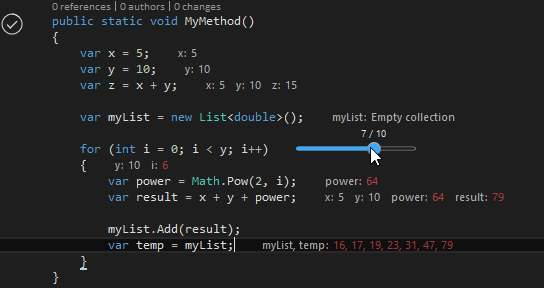 0 references | 0 authors | 0 changes
public static void MyMethod()
{
var x = 5; x: 5
var y = 10; y: 10
var z = x + y; x: 5 y: 10 z: 15
var myList = new List<double>(); myList: Empty collection
7 / 10
for (int i = 0; i < y; i++)
{ y: 10 i: 6
var power = Math.Pow(2, i); power: 64
var result = x + y + power; x: 5 y: 10 power: 64 result: 79
myList.Add(result);
var temp = myList; myList, temp: 16, 17, 19, 23, 31, 47, 79
}
}